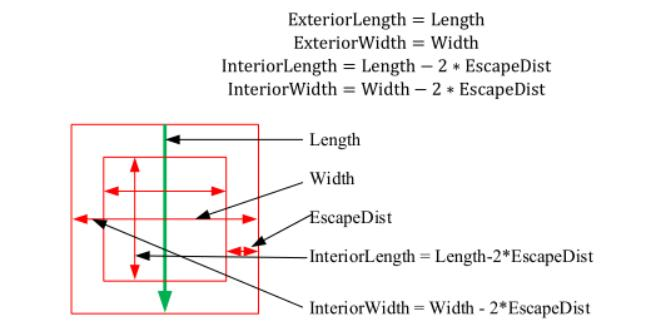 ExteriorLength = Length
ExteriorWidth = Width
InteriorLength = Length − 2 ∗ EscapeDist
InteriorWidth = Width − 2 ∗ EscapeDist
Length
Width
EscapeDist
InteriorLength = Length-2*EscapeDist
InteriorWidth = Width - 2*EscapeDist